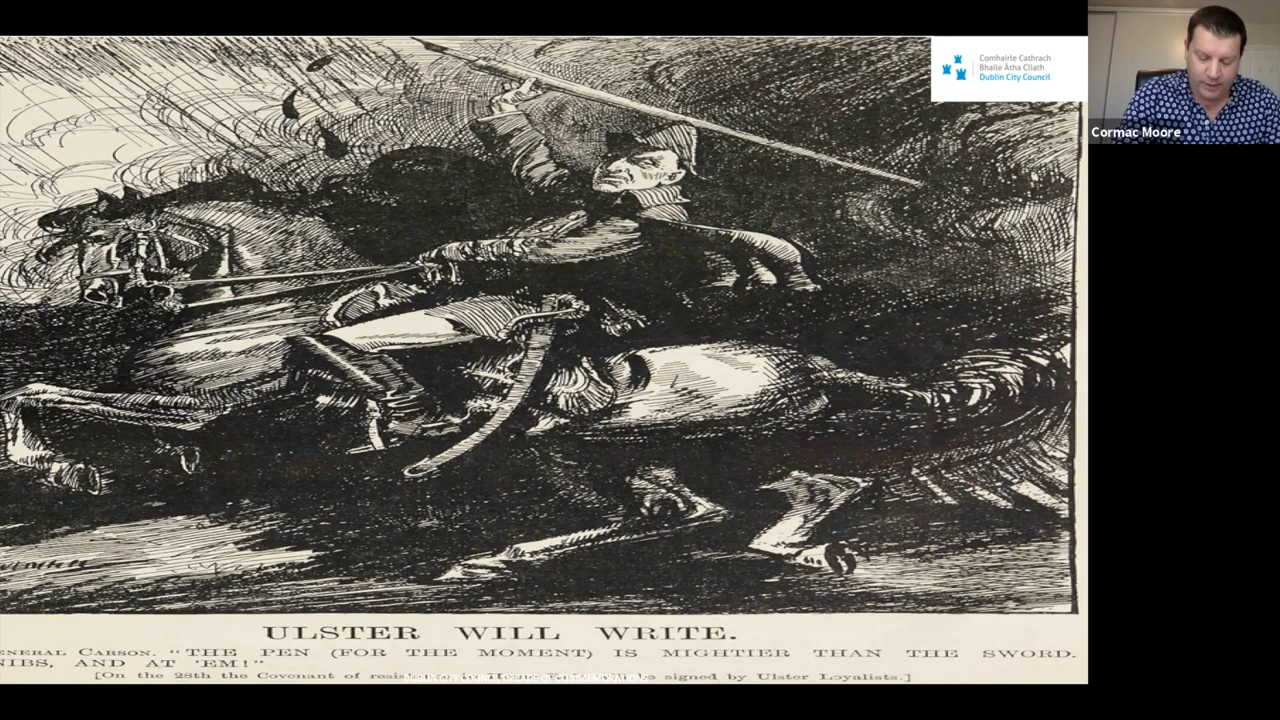 Comhairle Cathrach
Bhaile Átha Cliath
Dublin City Council
Cormac Moore
ULSTER WILL WRITE.
ENERAL CARSON. "THE PEN (FOR THE MOMENT) IS MIGHTIER THAN THE SWORD.
NIBS, AND AT 'EM!"
[On the 28th the Covenant of signed by Ulster Loyalists.]